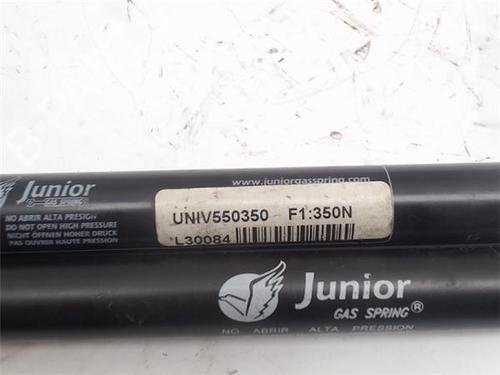 www.juniorgasspring.com
Junior
® GAS SPRING
NO ABRIR ALTA PRESION
DO NOT OPEN HIGH PRESSURE
NICHT ÖFFNEN HOHER DRUCK
PAS OUVRIR HAUTE PRESSION
UNIV550350 F1:350N
L30084
Junior
GAS SPRING®
NO ABRIR ALTA PRESSION